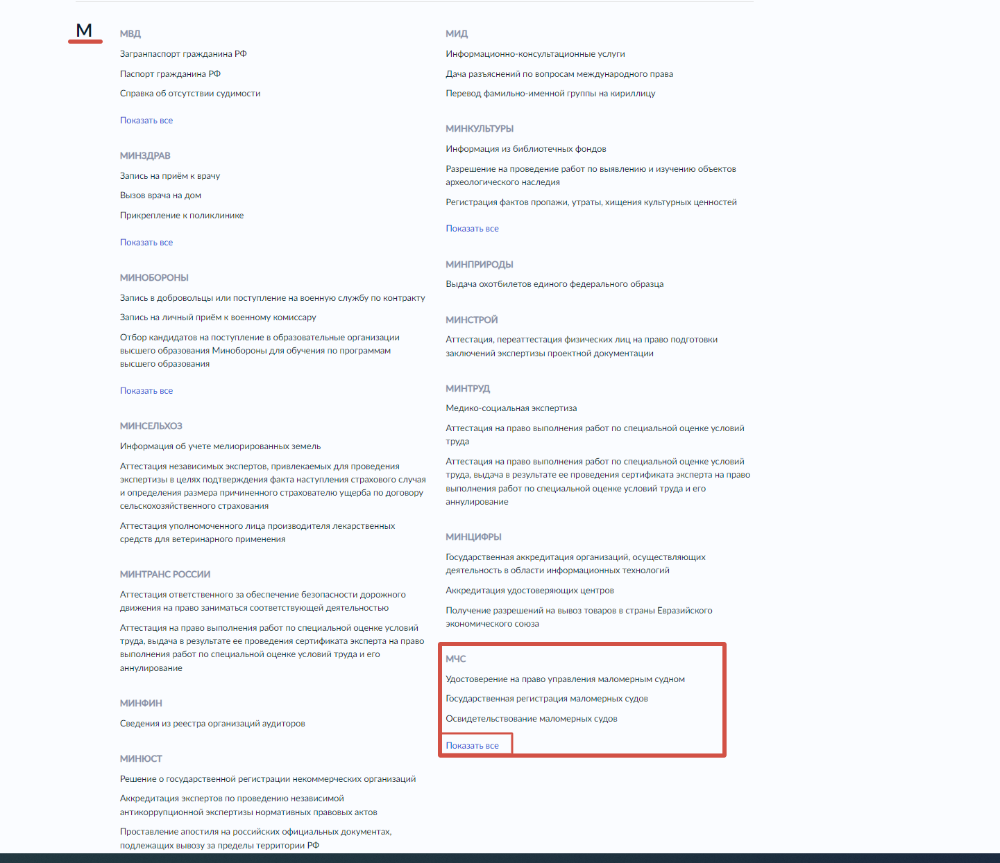 М
МВД
Загранпаспорт гражданина РФ
Паспорт гражданина РФ
Справка об отсутствии судимости
Показать все
МИНЗДРАВ
Запись на приём к врачу
Вызов врача на дом
Прикрепление к поликлинике
Показать все
МИНОБОРОНЫ
Запись в добровольцы или поступление на военную службу по контракту
Запись на личный приём к военному комиссару
Отбор кандидатов на поступление в образовательные организации
высшего образования Минобороны для обучения по программам
высшего образования
Показать все
МИНСЕЛЬХОЗ
Информация об учете мелиорированных земель
Аттестация независимых экспертов, привлекаемых для проведения
экспертизы в целях подтверждения факта наступления страхового случая
и определения размера причиненного страхователю ущерба по договору
сельскохозяйственного страхования
Аттестация уполномоченного лица производителя лекарственных
средств для ветеринарного применения
МИНТРАНС РОССИИ
Аттестация ответственного за обеспечение безопасности дорожного
движения на право заниматься соответствующей деятельностью
Аттестация на право выполнения работ по специальной оценке условий
труда, выдача в результате ее проведения сертификата эксперта на право
выполнения работ по специальной оценке условий труда и его
аннулирование
МИНФИН
Сведения из реестра организаций аудиторов
МИНЮСТ
Решение о государственной регистрации некоммерческих организаций
Аккредитация экспертов по проведению независимой
антикоррупционной экспертизы нормативных правовых актов
Проставление апостиля на российских официальных документах,
подлежащих вывозу за пределы территории РФ
МИД
Информационно-консультационные услуги
Дача разъяснений по вопросам международного права
Перевод фамильно-именной группы на кириллицу
МИНКУЛЬТУРЫ
Информация из библиотечных фондов
Разрешение на проведение работ по выявлению и изучению объектов
археологического наследия
Регистрация фактов пропажи, утраты, хищения культурных ценностей
Показать все
МИНПРИРОДЫ
Выдача охотбилетов единого федерального образца
МИНСТРОЙ
Аттестация, переаттестация физических лиц на право подготовки
заключений экспертизы проектной документации
МИНТРУД
Медико-социальная экспертиза
Аттестация на право выполнения работ по специальной оценке условий
труда
Аттестация на право выполнения работ по специальной оценке условий
труда, выдача в результате ее проведения сертификата эксперта на право
выполнения работ по специальной оценке условий труда и его
аннулирование
МИНЦИФРЫ
Государственная аккредитация организаций, осуществляющих
деятельность в области информационных технологий
Аккредитация удостоверяющих центров
Получение разрешений на вывоз товаров в страны Евразийского
экономического союза
МЧС
Удостоверение на право управления маломерным судном
Государственная регистрация маломерных судов
Освидетельствование маломерных судов
Показать все